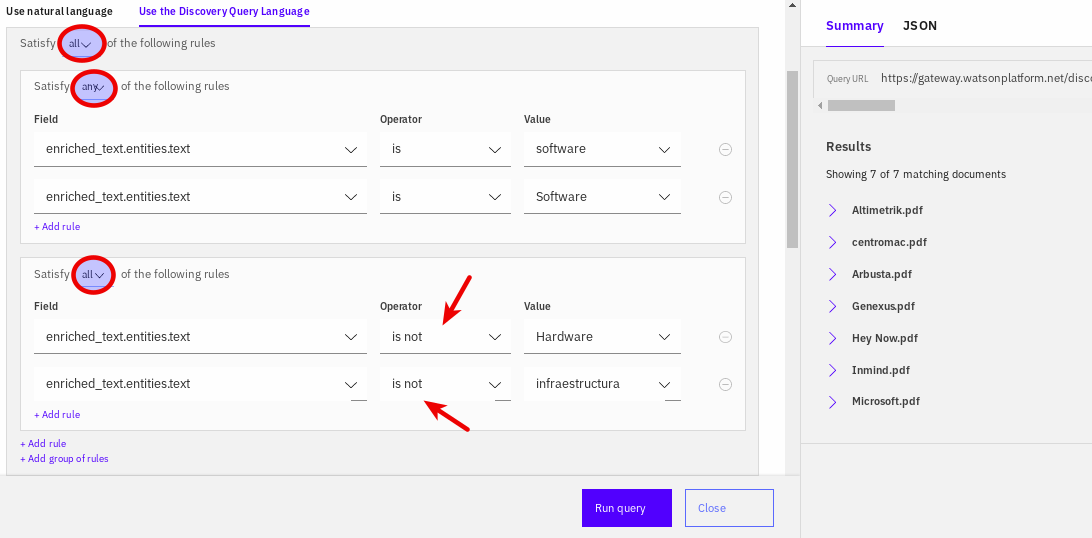 Use natural language
Use the Discovery Query Language
Satisfy all of the following rules
Satisfy any of the following rules
Field Operator Value
enriched_text.entities.text is software
enriched_text.entities.text is Software
+ Add rule
Satisfy all of the following rules
Field Operator Value
enriched_text.entities.text is not Hardware
enriched_text.entities.text is not infraestructura
+ Add rule
+ Add rule
+ Add group of rules
Run query Close
Summary JSON
Query URL https://gateway.watsonplatform.net/disc
Results
Showing 7 of 7 matching documents
Altimetrik.pdf
centromac.pdf
Arbusta.pdf
Genexus.pdf
Hey Now.pdf
Inmind.pdf
Microsoft.pdf